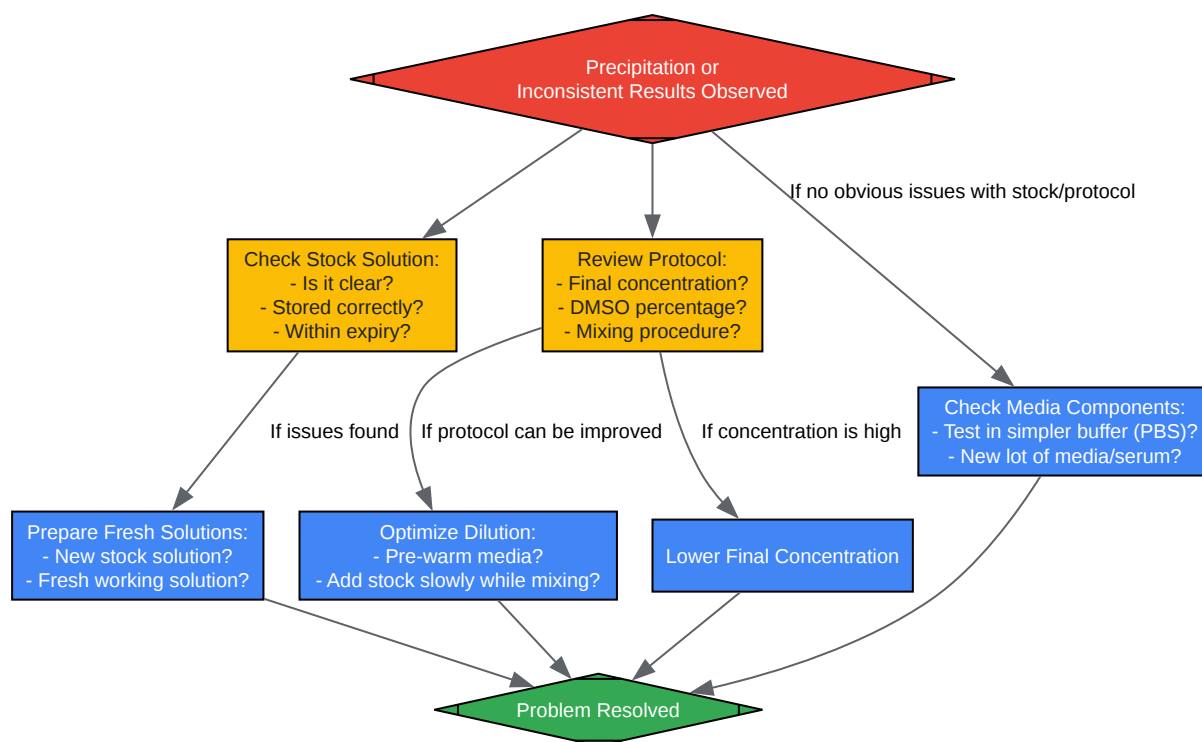 Precipitation or
Inconsistent Results Observed
If no obvious issues with stock/protocol
Check Stock Solution:
- Is it clear?
- Stored correctly?
- Within expiry?
Review Protocol:
- Final concentration?
- DMSO percentage?
- Mixing procedure?
Check Media Components:
- Test in simpler buffer (PBS)?
- New lot of media/serum?
If issues found
If protocol can be improved
If concentration is high
Prepare Fresh Solutions:
- New stock solution?
- Fresh working solution?
Optimize Dilution:
- Pre-warm media?
- Add stock slowly while mixing?
Lower Final Concentration
Problem Resolved